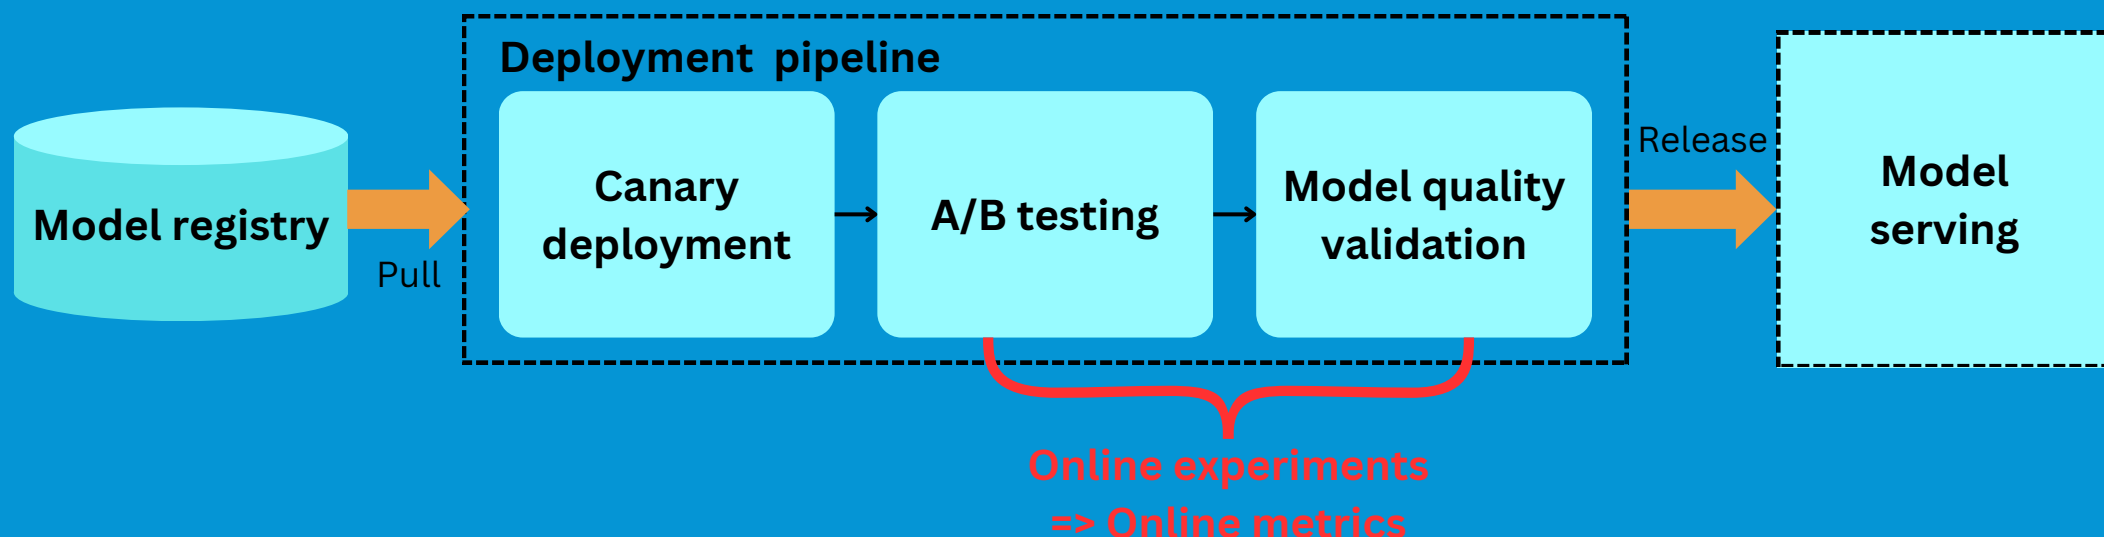 Deployment pipeline
Model registry
Pull
Canary
deployment
A/B testing
Model quality
validation
Release
Model
serving
Online experiments
=> Online metrics